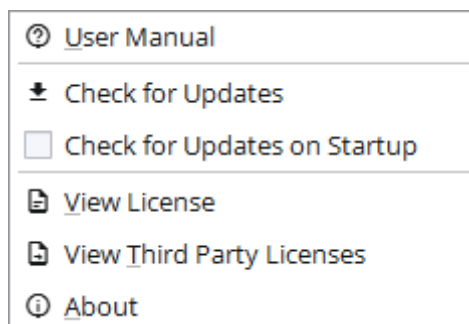 User Manual
Check for Updates
Check for Updates on Startup
View License
View Third Party Licenses
About